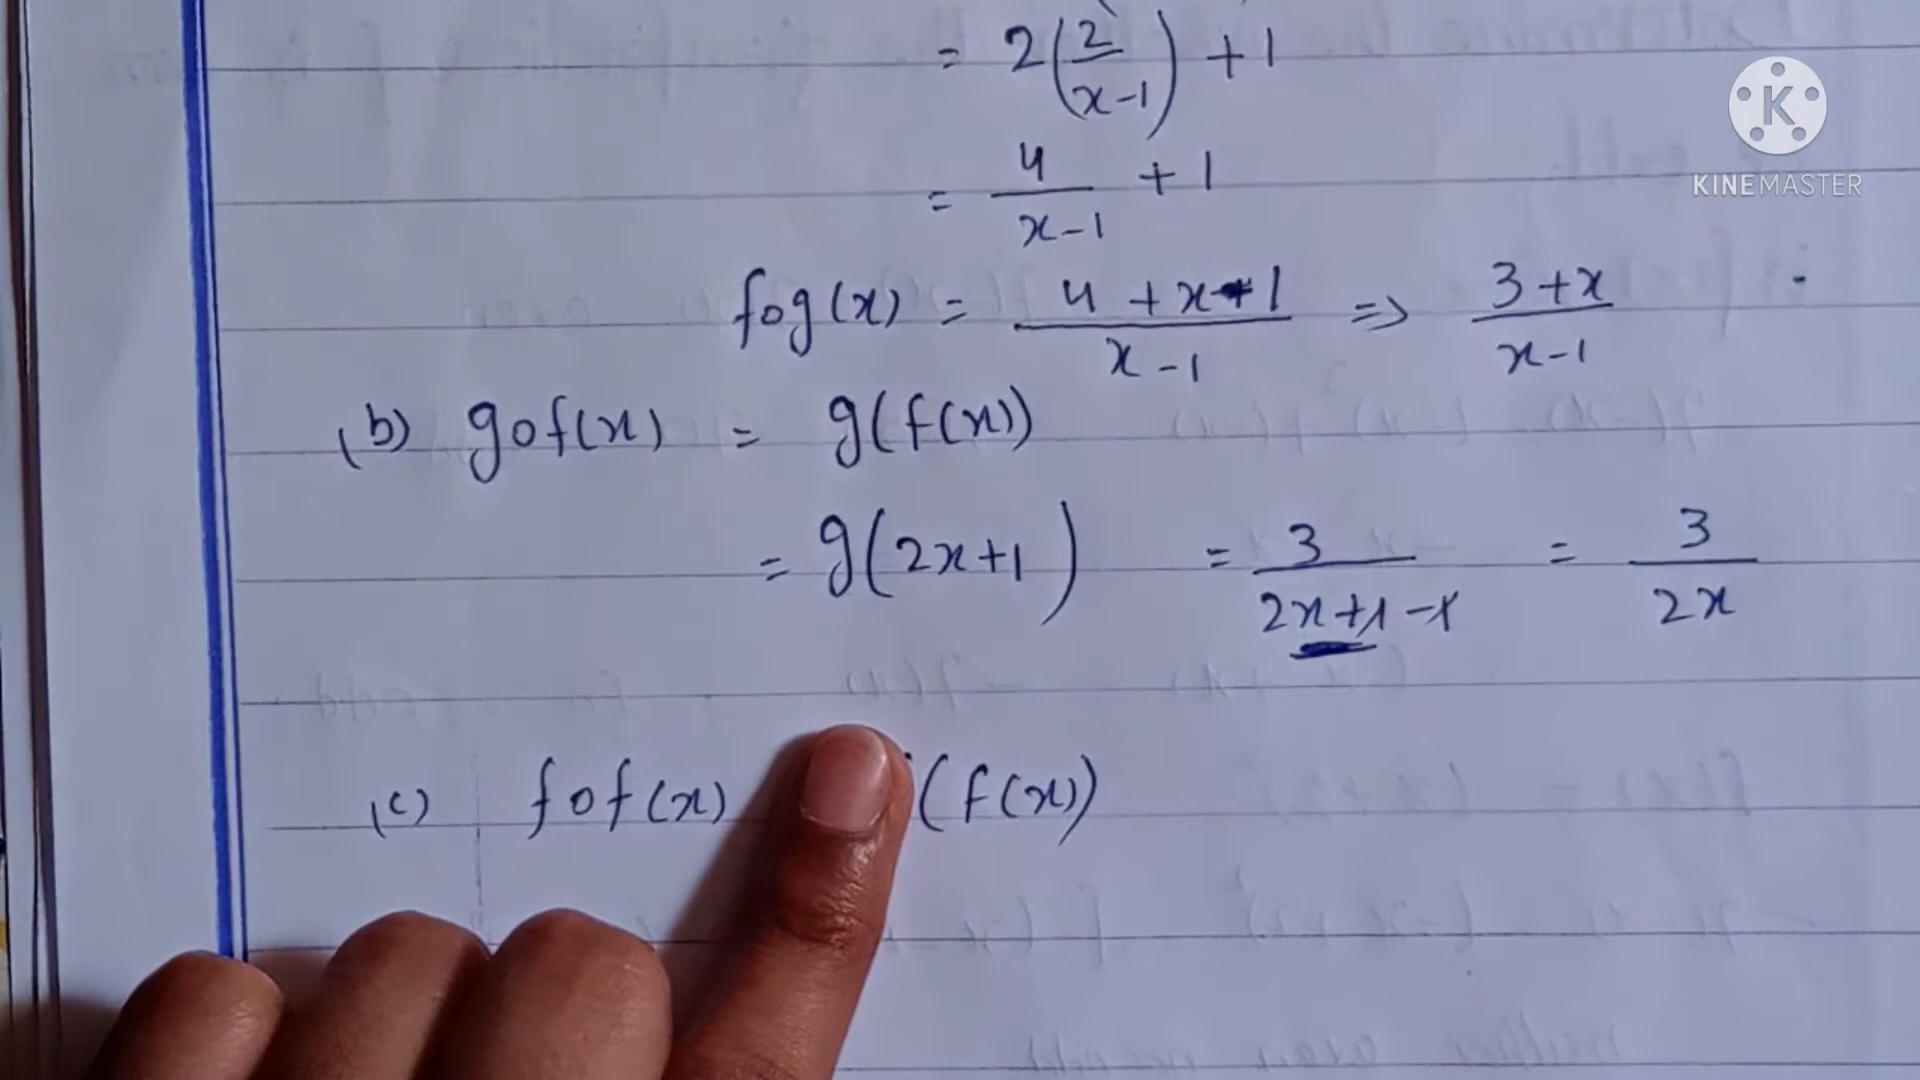 = 2(2/x-1) + 1
= 4/x-1 + 1
fog(x) = 4 + x - 1/x - 1 => 3 + x/x - 1
(b) gof(x) = g(f(x))
= g(2x+1) = 3/2x+1-1 = 3/2x
(c) fof(x) (f(x))
KINEMASTER